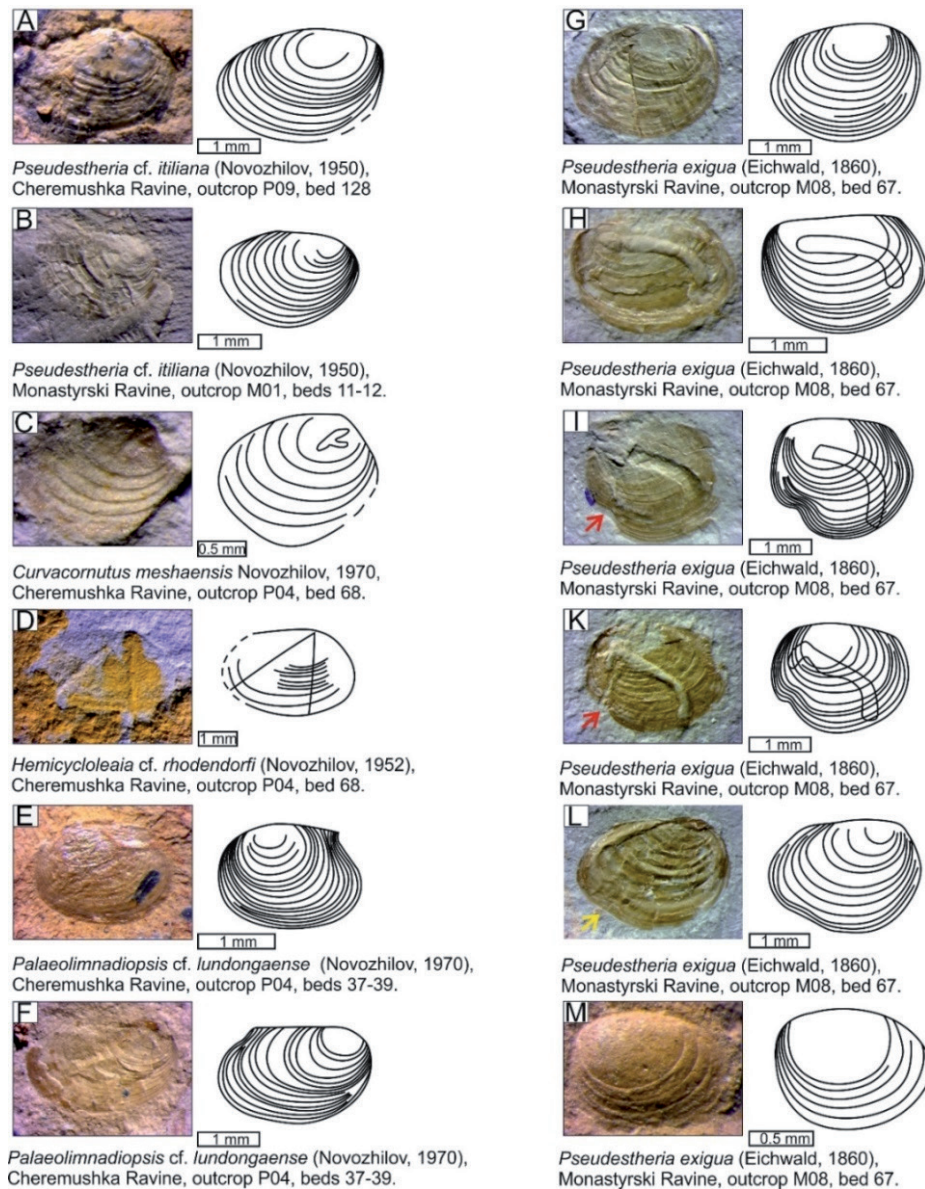 A
1 mm
Pseudestheria cf. itiliana (Novozhilov, 1950),
Cheremushka Ravine, outcrop P09, bed 128
B
1 mm
Pseudestheria cf. itiliana (Novozhilov, 1950),
Monastyrski Ravine, outcrop M01, beds 11-12.
C
0.5 mm
Curvacornutus meshaensis Novozhilov, 1970,
Cheremushka Ravine, outcrop P04, bed 68.
D
1 mm
Hemicycloleaia cf. rhodendorfi (Novozhilov, 1952),
Cheremushka Ravine, outcrop P04, bed 68.
E
1 mm
Palaeolimnadiopsis cf. lundongaense (Novozhilov, 1970),
Cheremushka Ravine, outcrop P04, beds 37-39.
F
1 mm
Palaeolimnadiopsis cf. lundongaense (Novozhilov, 1970),
Cheremushka Ravine, outcrop P04, beds 37-39.
G
1 mm
Pseudestheria exigua (Eichwald, 1860),
Monastyrski Ravine, outcrop M08, bed 67.
H
1 mm
Pseudestheria exigua (Eichwald, 1860),
Monastyrski Ravine, outcrop M08, bed 67.
I
1 mm
Pseudestheria exigua (Eichwald, 1860),
Monastyrski Ravine, outcrop M08, bed 67.
K
1 mm
Pseudestheria exigua (Eichwald, 1860),
Monastyrski Ravine, outcrop M08, bed 67.
L
1 mm
Pseudestheria exigua (Eichwald, 1860),
Monastyrski Ravine, outcrop M08, bed 67.
M
0.5 mm
Pseudestheria exigua (Eichwald, 1860),
Monastyrski Ravine, outcrop M08, bed 67.